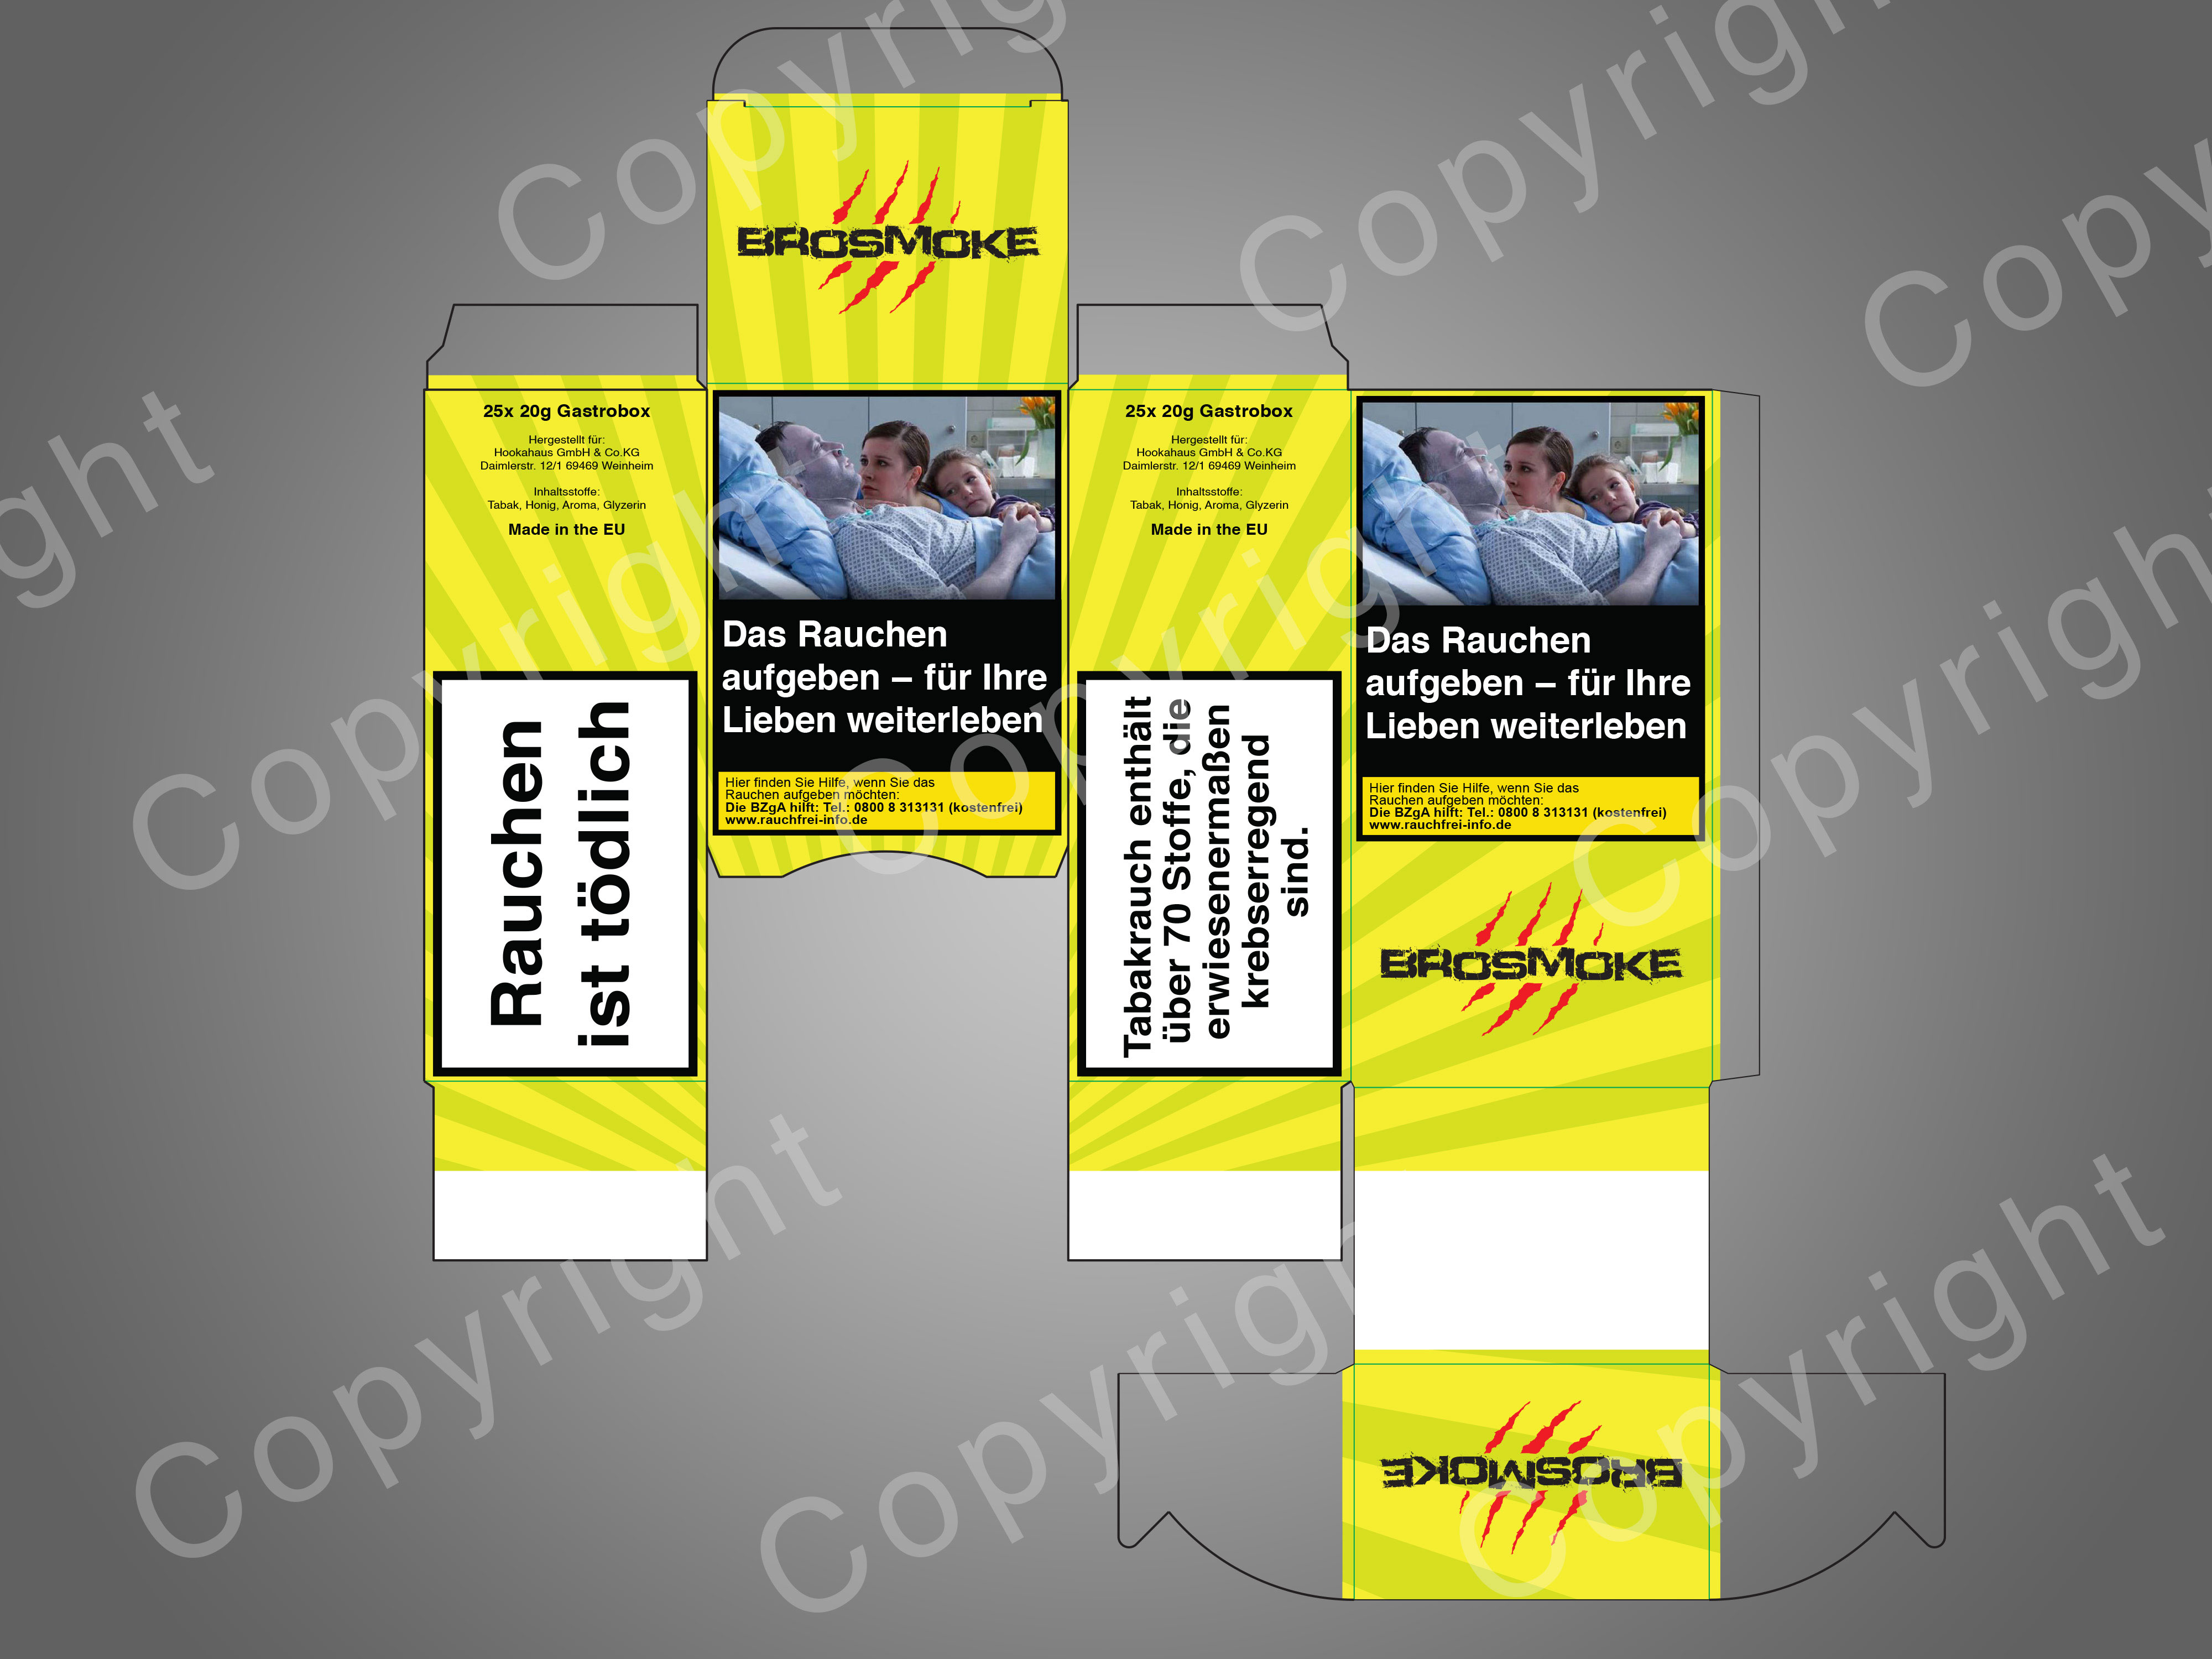 BROSMOKE
25x 20g Gastrobox
Hergestellt für:
Hookahaus GmbH & Co.KG
Daimlerstr. 12/1 69469 Weinheim
Inhaltsstoffe:
Tabak, Honig, Aroma, Glyzerin
Made in the EU
Rauchen
ist tödlich
Das Rauchen
aufgeben – für Ihre
Lieben weiterleben
Hier finden Sie Hilfe, wenn Sie das
Rauchen aufgeben möchten:
Die BZgA hilft: Tel.: 0800 8 313131 (kostenfrei)
www.rauchfrei-info.de
25x 20g Gastrobox
Hergestellt für:
Hookahaus GmbH & Co.KG
Daimlerstr. 12/1 69469 Weinheim
Inhaltsstoffe:
Tabak, Honig, Aroma, Glyzerin
Made in the EU
Tabakrauch enthält
über 70 Stoffe, die
erwiesenermaßen
krebserregend
sind.
Das Rauchen
aufgeben – für Ihre
Lieben weiterleben
Hier finden Sie Hilfe, wenn Sie das
Rauchen aufgeben möchten:
Die BZgA hilft: Tel.: 0800 8 313131 (kostenfrei)
www.rauchfrei-info.de
BROSMOKE
BROSMOKE
Copyright
Copyright
Copyright
Copyright
Copyright
Copyright
Copyright
Copyright
Copyright
Copyright